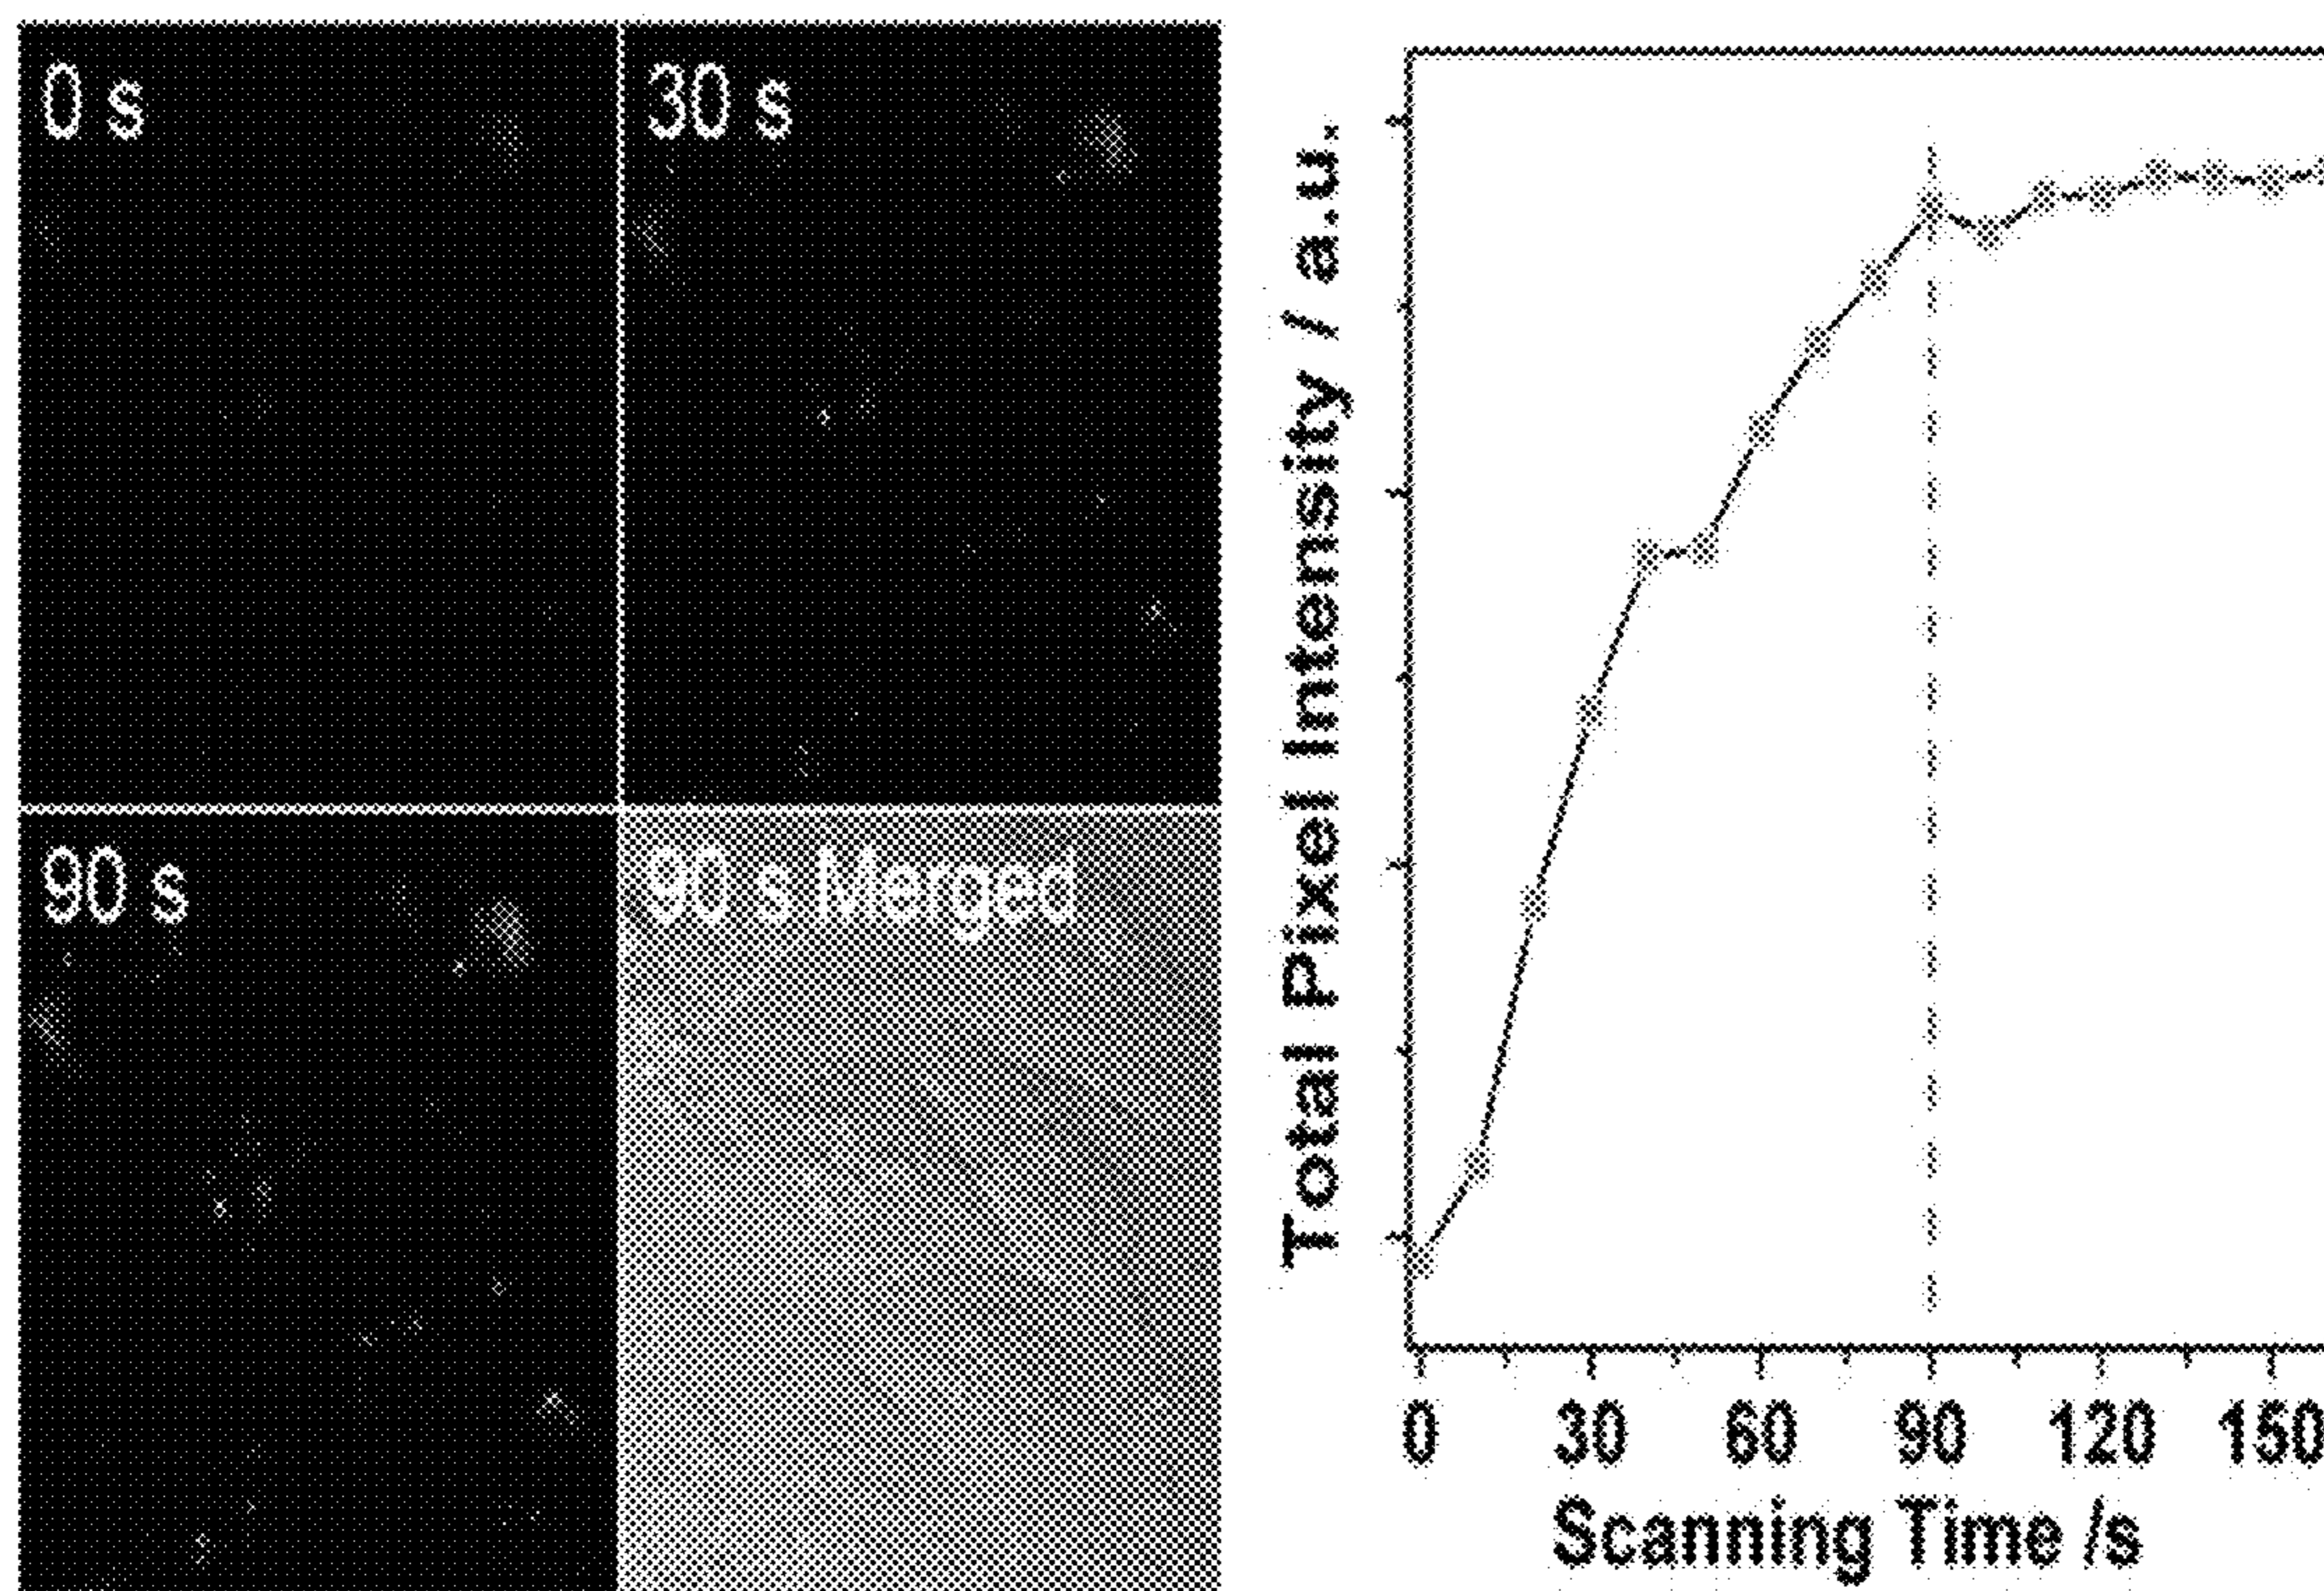 0 s
30 s
90 s
90 s Merged
Total Pixel Intensity / a.u.
0 30 60 90 120 150
Scanning Time /s